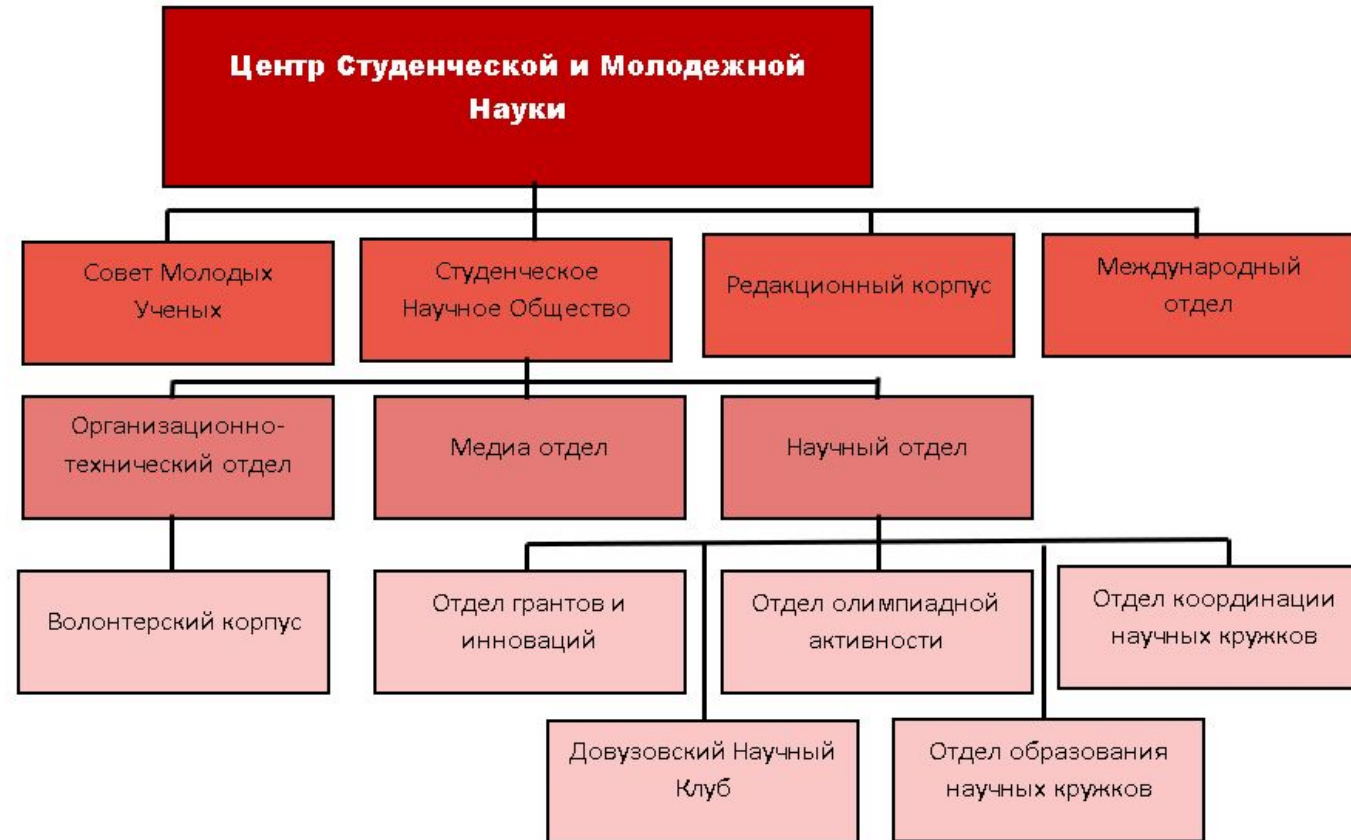 Центр Студенческой и Молодежной
Науки
Совет Молодых
Ученых
Студенческое
Научное Общество
Редакционный корпус
Международный
отдел
Организационно-
технический отдел
Медиа отдел
Научный отдел
Волонтерский корпус
Отдел грантов и
инноваций
Отдел олимпиадной
активности
Отдел координации
научных кружков
Довузовский Научный
Клуб
Отдел образования
научных кружков